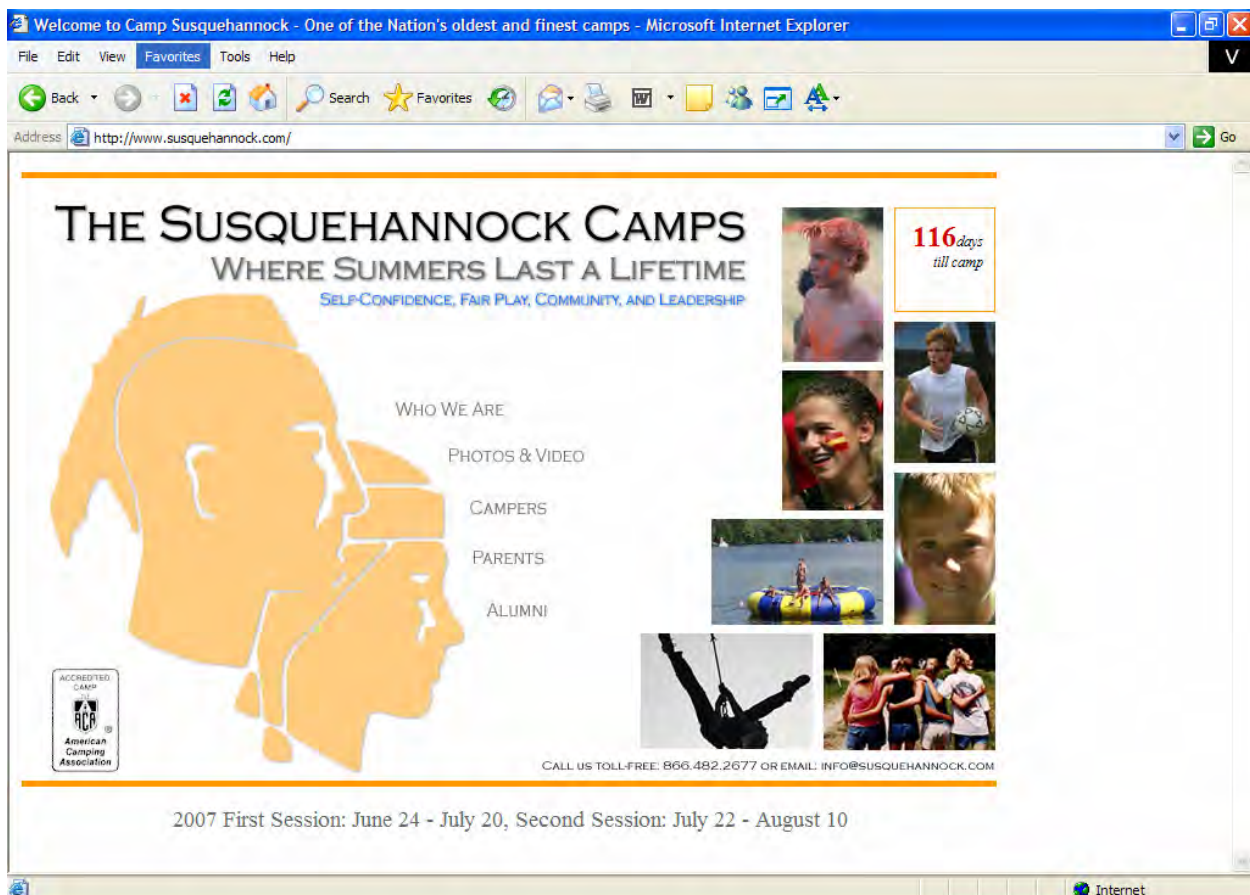 Welcome to Camp Susquehannock - One of the Nation's oldest and finest camps - Microsoft Internet Explorer
File Edit View Favorites Tools Help
V
Back Search Favorites
W
A
Address http://www.susquehannock.com/ Go
THE SUSQUEHANNOCK CAMPS
WHERE SUMMERS LAST A LIFETIME
SELF-CONFIDENCE, FAIR PLAY, COMMUNITY, AND LEADERSHIP
116 days
till camp
WHO WE ARE
PHOTOS & VIDEO
CAMPERS
PARENTS
ALUMNI
ACCREDITED
CAMP
ACA ®
American
Camping
Association
CALL US TOLL-FREE: 866.482.2677 OR EMAIL: INFO@SUSQUEHANNOCK.COM
2007 First Session: June 24 - July 20, Second Session: July 22 - August 10
Internet